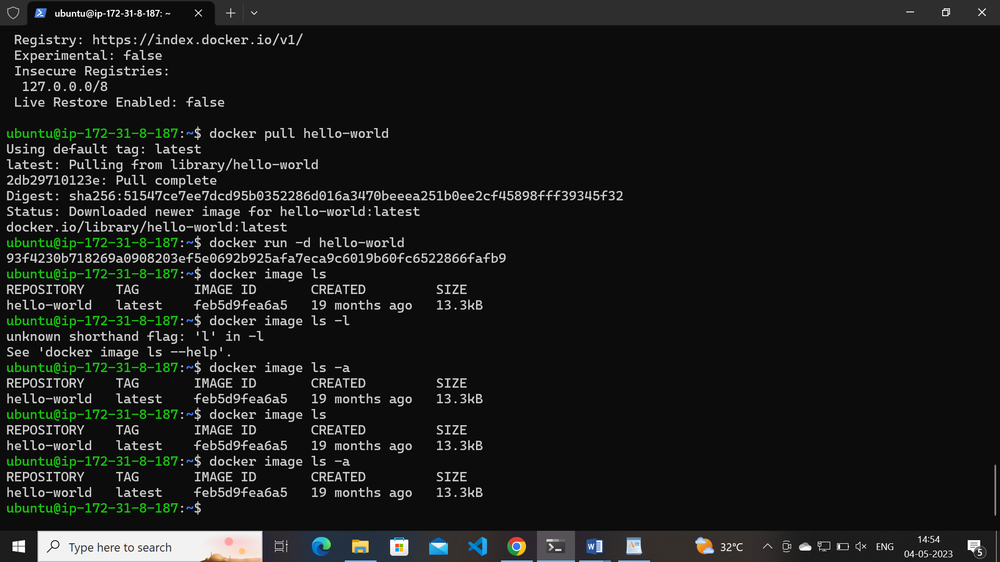 ubuntu@ip-172-31-8-187: ~
Registry: https://index.docker.io/v1/
Experimental: false
Insecure Registries:
127.0.0.0/8
Live Restore Enabled: false
ubuntu@ip-172-31-8-187:~$ docker pull hello-world
Using default tag: latest
latest: Pulling from library/hello-world
2db29710123e: Pull complete
Digest: sha256:51547ce7ee7dcd95b0352286d016a3470beeea251b0ee2cf45898fff39345f32
Status: Downloaded newer image for hello-world:latest
docker.io/library/hello-world:latest
ubuntu@ip-172-31-8-187:~$ docker run -d hello-world
93f4230b718269a0908203ef5e0692b925afa7eca9c6019b60fc6522866fafb9
ubuntu@ip-172-31-8-187:~$ docker image ls
REPOSITORY TAG IMAGE ID CREATED SIZE
hello-world latest feb5d9fea6a5 19 months ago 13.3kB
ubuntu@ip-172-31-8-187:~$ docker image ls -l
unknown shorthand flag: 'l' in -l
See 'docker image ls --help'.
ubuntu@ip-172-31-8-187:~$ docker image ls -a
REPOSITORY TAG IMAGE ID CREATED SIZE
hello-world latest feb5d9fea6a5 19 months ago 13.3kB
ubuntu@ip-172-31-8-187:~$ docker image ls
REPOSITORY TAG IMAGE ID CREATED SIZE
hello-world latest feb5d9fea6a5 19 months ago 13.3kB
ubuntu@ip-172-31-8-187:~$ docker image ls -a
REPOSITORY TAG IMAGE ID CREATED SIZE
hello-world latest feb5d9fea6a5 19 months ago 13.3kB
ubuntu@ip-172-31-8-187:~$
Type here to search
32°C
ENG
14:54
04-05-2023
5